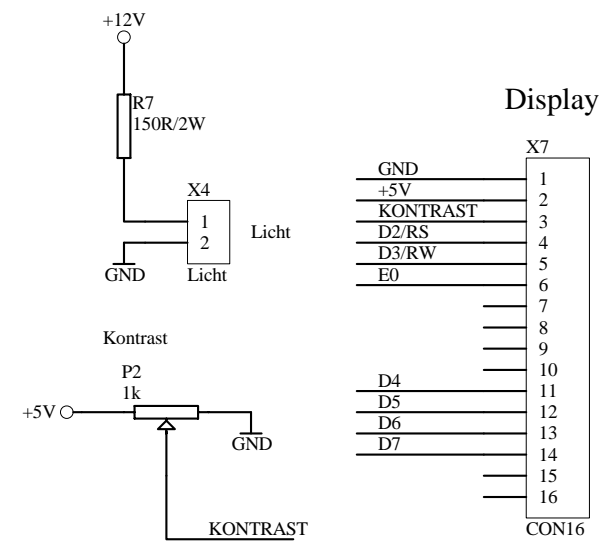 +12V
R7
150R/2W
X4
1
2
Licht
GND
Licht
Kontrast
P2
1k
+5V
GND
KONTRAST
Display
X7
GND 1
+5V 2
KONTRAST 3
D2/RS 4
D3/RW 5
E0 6
7
8
9
10
D4 11
D5 12
D6 13
D7 14
15
16
CON16